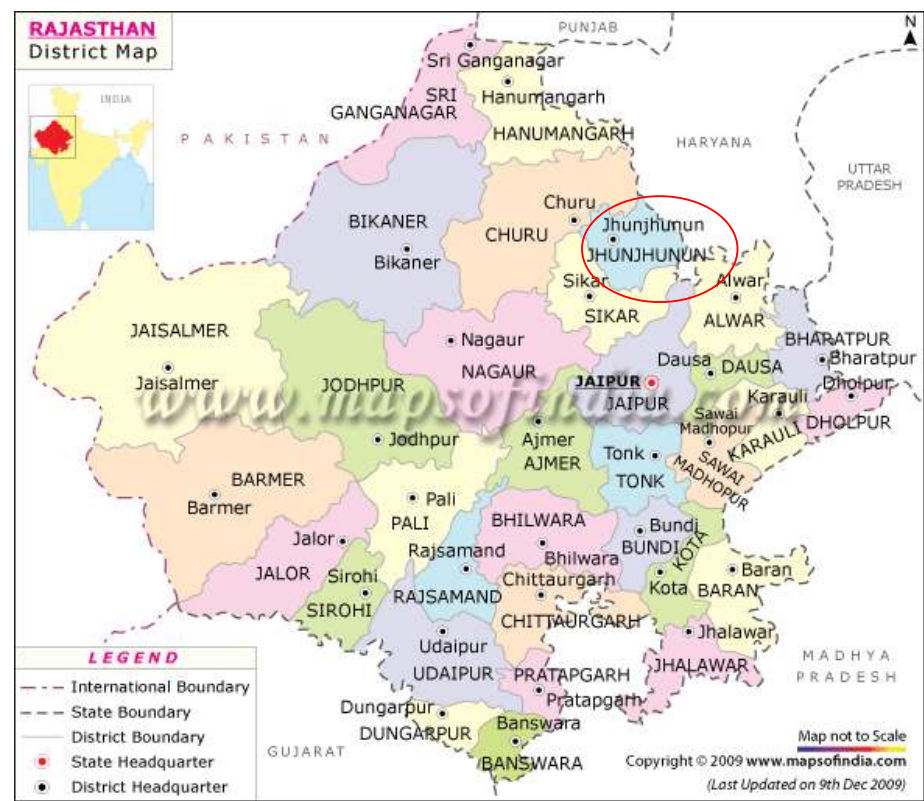 RAJASTHAN
District Map
INDIA
PUNJAB
N
Sri Ganganagar
SRI
GANGANAGAR
Hanumangarh
HANUMANGARH
PAKISTAN
HARYANA
UTTAR
PRADESH
BIKANER
Bikaner
Churu
CHURU
Jhunjhunun
JHUNJHUNUN
Sikar
SIKAR
Alwar
ALWAR
JAISALMER
Jaisalmer
JODHPUR
Jodhpur
Nagaur
NAGAUR
JAIPUR
JAIPUR
Dausa
DAUSA
BHARATPUR
Bharatpur
Dholpur
DHOLPUR
Karauli
KARAULI
Sawai
Madhopur
SAWAI
MADHOPUR
www.mapsofindia.com
Ajmer
AJMER
Tonk
TONK
BARMER
Barmer
Pali
PALI
Jalor
JALOR
Sirohi
SIROHI
Rajsamand
RAJSAMAND
BHILWARA
Bhilwara
Bundi
BUNDI
KOTA
Kota
Baran
BARAN
Chittaurgarh
CHITTAURGARH
Udaipur
UDAIPUR
PRATAPGARH
Pratapgarh
Jhalawar
JHALAWAR
MADHYA
PRADESH
Dungarpur
DUNGARPUR
Banswara
BANSWARA
GUJARAT
LEGEND
International Boundary
State Boundary
District Boundary
State Headquarter
District Headquarter
Map not to Scale
Copyright © 2009 www.mapsofindia.com
(Last Updated on 9th Dec 2009)